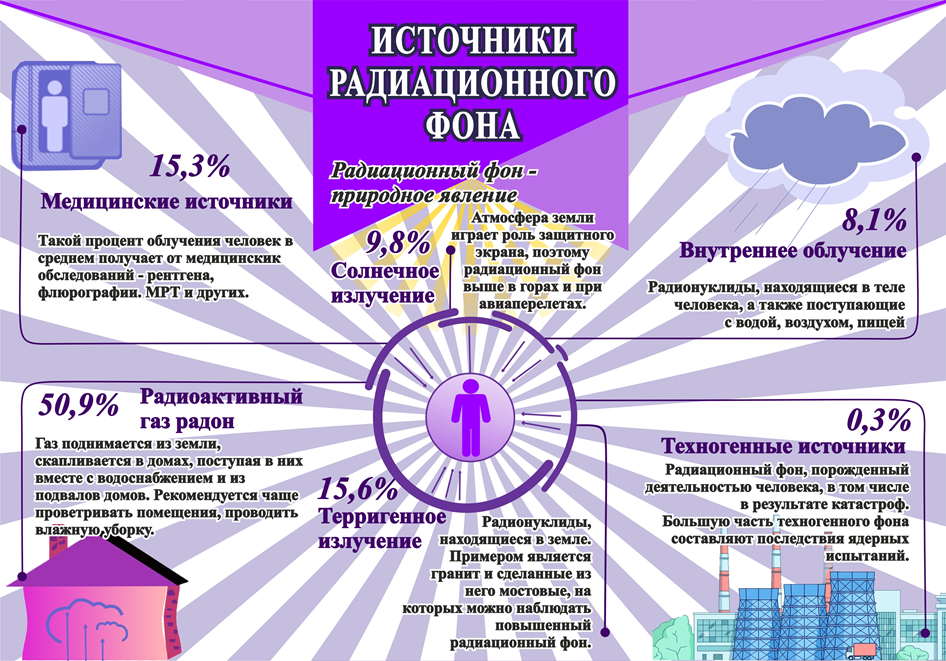 ИСТОЧНИКИ
РАДИАЦИОННОГО
ФОНА
Радиационный фон -
природное явление
15,3%
Медицинские источники
Такой процент облучения человек в
среднем получает от медицинских
обследований - рентгена,
флюрографии. МРТ и других.
9,8%
Солнечное
излучение
Атмосфера земли
играет роль защитного
экрана, поэтому
радиационный фон
выше в горах и при
авиаперелетах.
8,1%
Внутреннее облучение
Радионуклиды, находящиеся в теле
человека, а также поступающие
с водой, воздухом, пищей
50,9%
Радиоактивный
газ радон
Газ поднимается из земли,
скапливается в домах, поступая в них
вместе с водоснабжением и из
подвалов домов. Рекомендуется чаще
проветривать помещения, проводить
влажную уборку.
15,6%
Терригенное
излучение
Радионуклиды,
находящиеся в земле.
Примером является
гранит и сделанные из
него мостовые, на
которых можно наблюдать
повышенный
радиационный фон.
0,3%
Техногенные источники
Радиационный фон, порожденный
деятельностью человека, в том числе
в результате катастроф.
Большую часть техногенного фона
составляют последствия ядерных
испытаний.